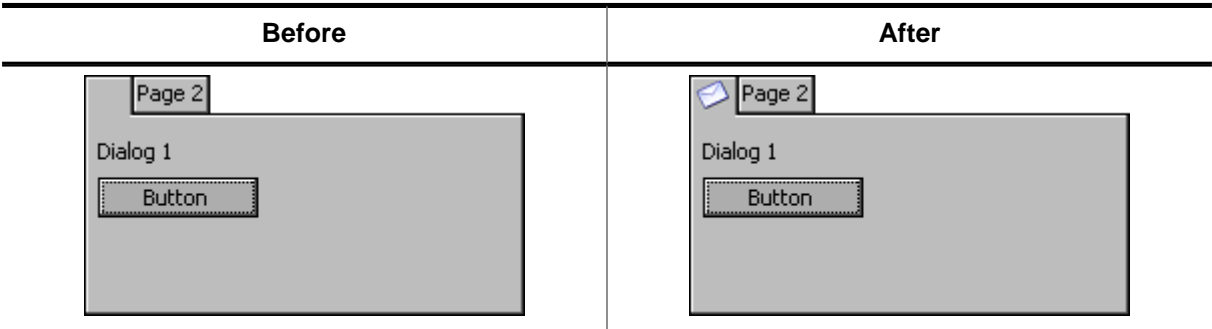 Before After
Page 2 Page 2
Dialog 1 Dialog 1
Button Button